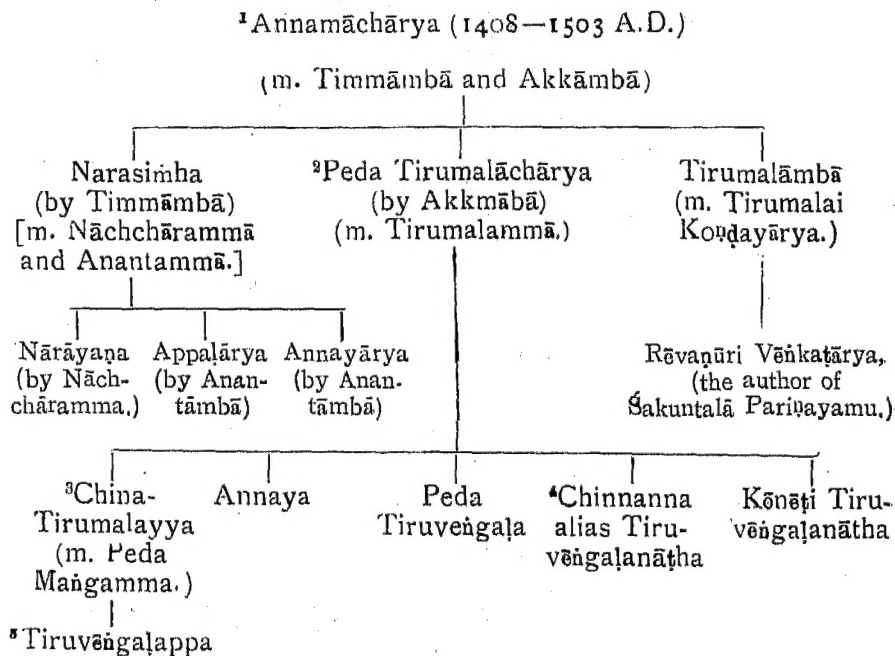 ¹Annamāchārya (1408—1503 A.D.)
(m. Timmāmbā and Akkāmbā)
Narasiṁha
(by Timmāmbā)
[m. Nāchchārammā
and Anantammā.]
²Peda Tirumalāchārya
(by Akkmābā)
(m. Tirumalammā.)
Tirumalāmbā
(m. Tirumalai
Koṇḍayārya.)
Nārāyaṇa
(by Nāch-
chāramma.)
Appaḷārya
(by Anan-
tāmbā)
Annayārya
(by Anan-
tāmbā)
Rēvaṇūri Vēṅkaṭārya,
(the author of
Śakuntalā Pariṇayamu.)
³China-
Tirumalayya
(m. Peda
Maṅgamma.)
Annaya
Peda
Tiruveṅgaḷa
⁴Chinnanna
alias Tiru-
vēṅgaḷanāṭha
Kōnēṭi Tiru-
vēṅgaḷanātha
⁵Tiruvēṅgaḷappa